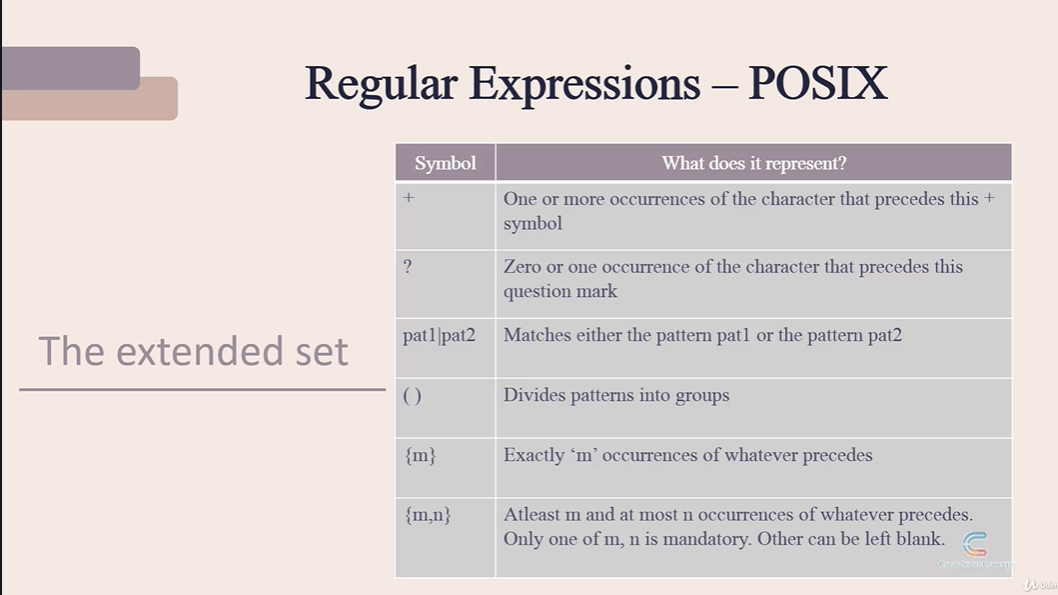 Regular Expressions – POSIX
The extended set
Symbol What does it represent?
+ One or more occurrences of the character that precedes this +
symbol
? Zero or one occurrence of the character that precedes this
question mark
pat1|pat2 Matches either the pattern pat1 or the pattern pat2
( ) Divides patterns into groups
{m} Exactly ‘m’ occurrences of whatever precedes
{m,n} Atleast m and at most n occurrences of whatever precedes.
Only one of m, n is mandatory. Other can be left blank.